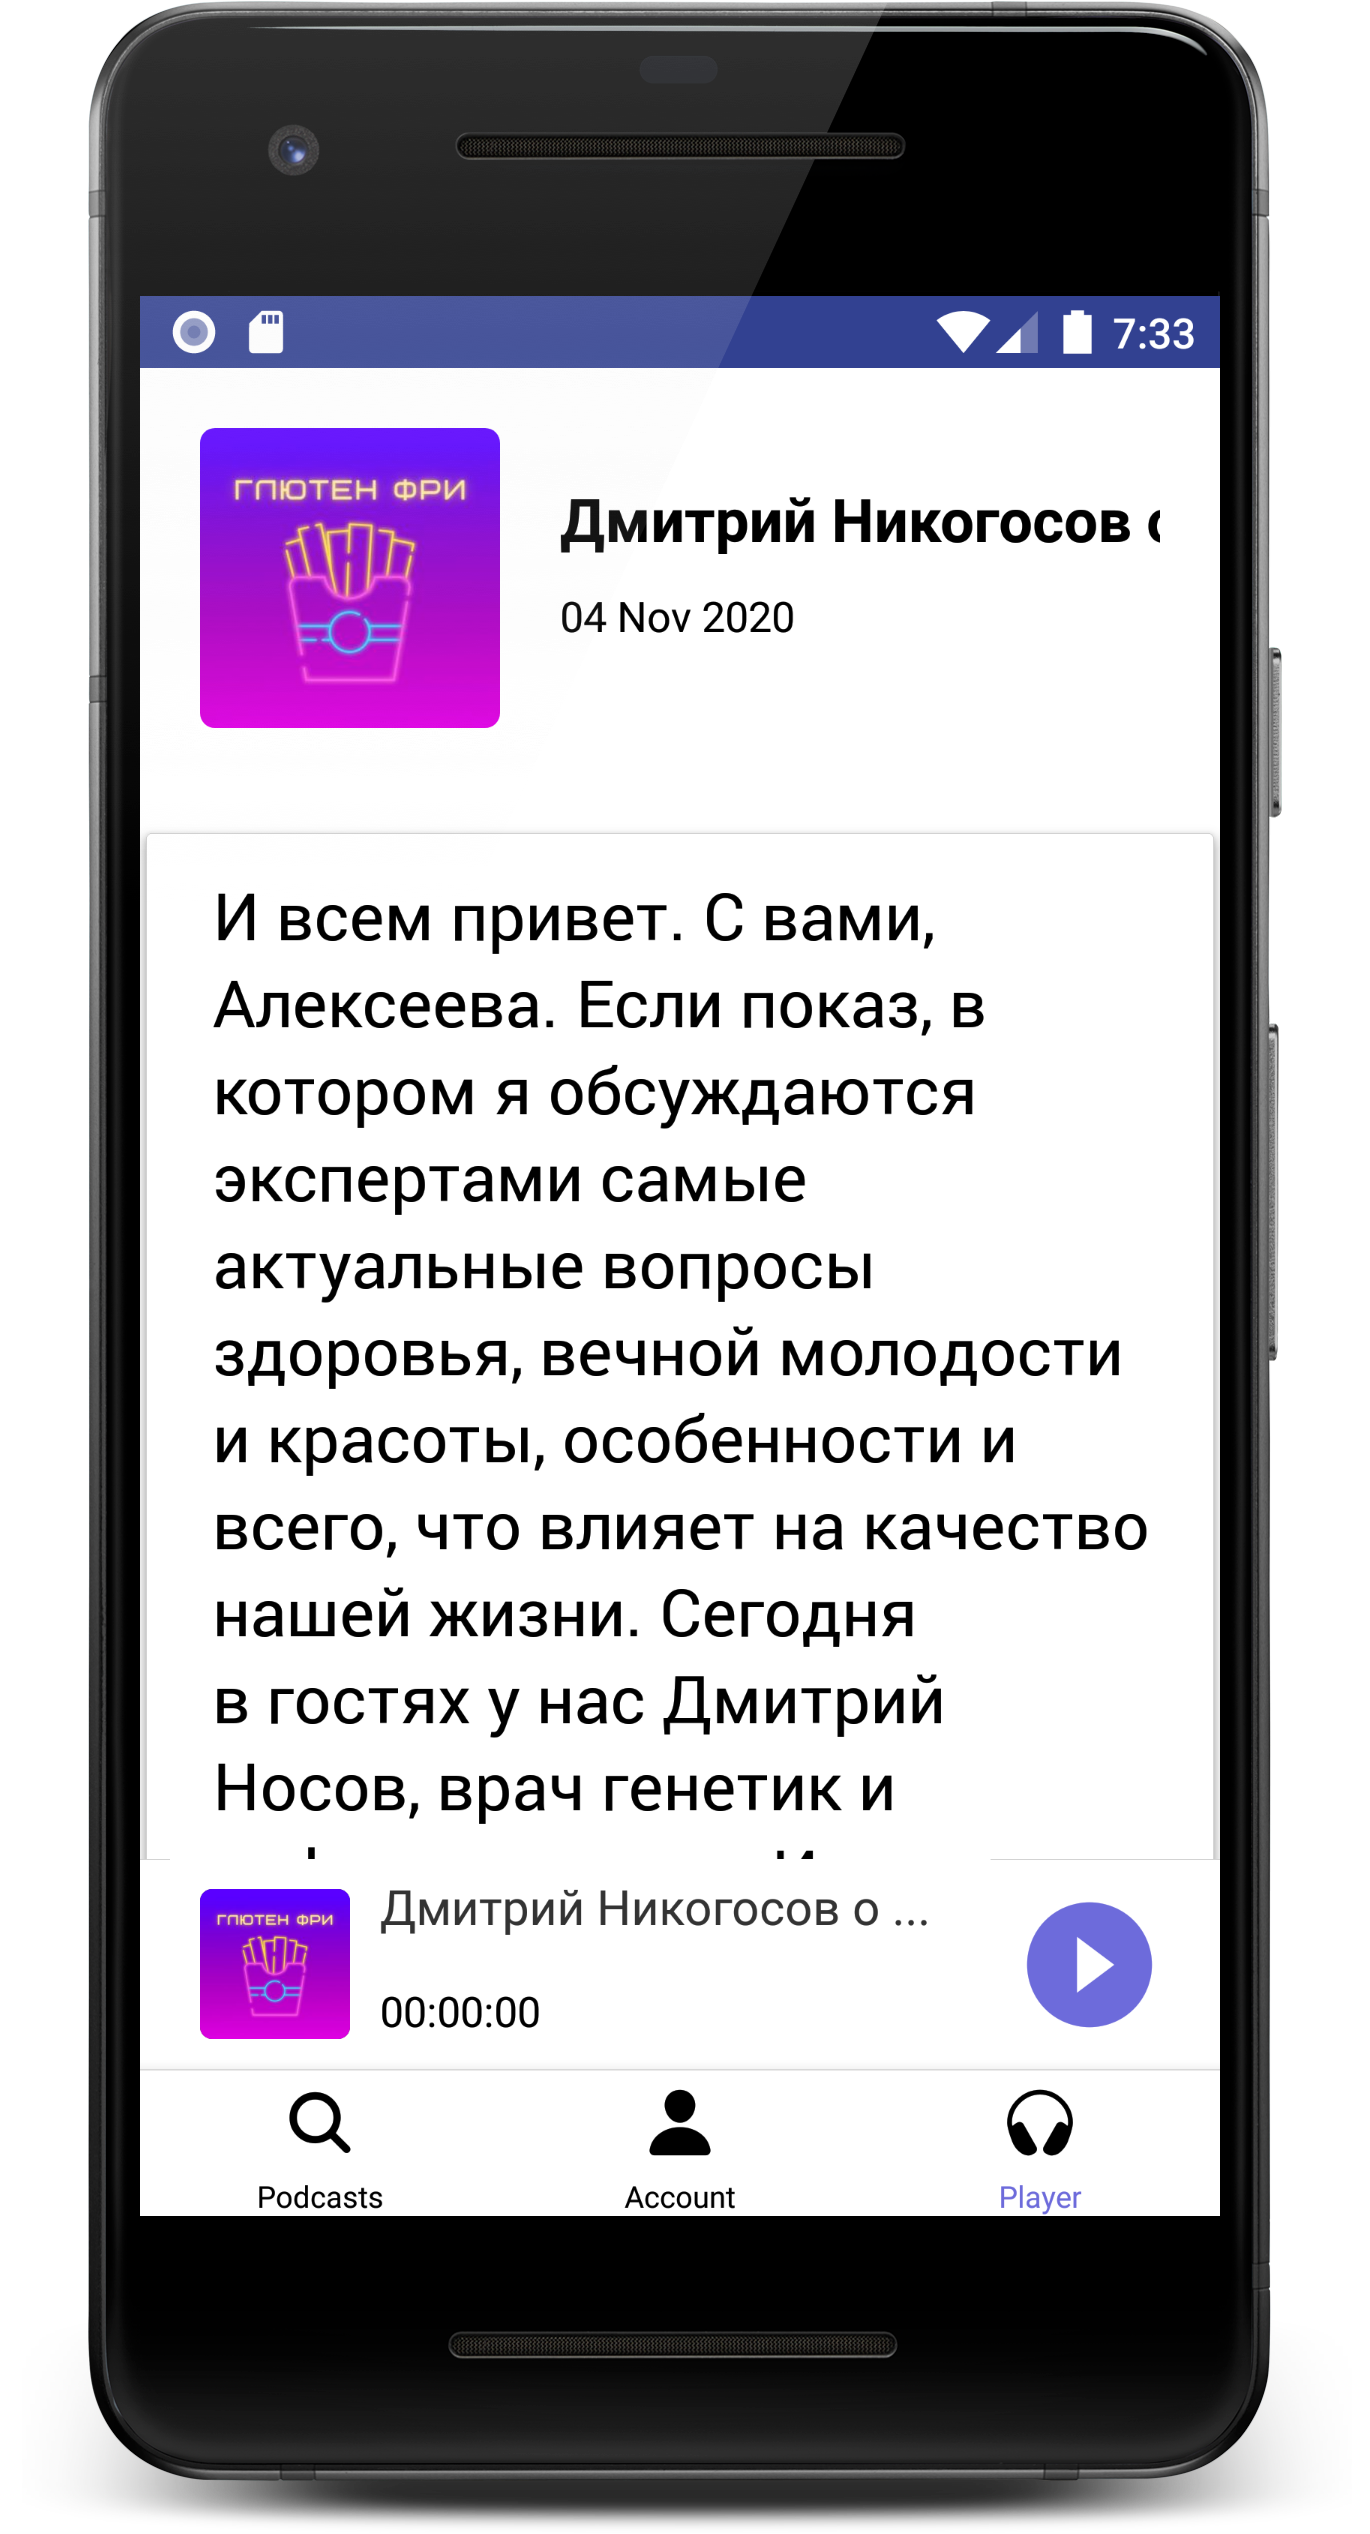 7:33
ГЛЮТЕН ФРИ
Дмитрий Никогосов
04 Nov 2020
И всем привет. С вами,
Алексеева. Если показ, в
котором я обсуждаются
экспертами самые
актуальные вопросы
здоровья, вечной молодости
и красоты, особенности и
всего, что влияет на качество
нашей жизни. Сегодня
в гостях у нас Дмитрий
Носов, врач генетик и
ГЛЮТЕН ФРИ
Дмитрий Никогосов о ...
00:00:00
Podcasts
Account
Player